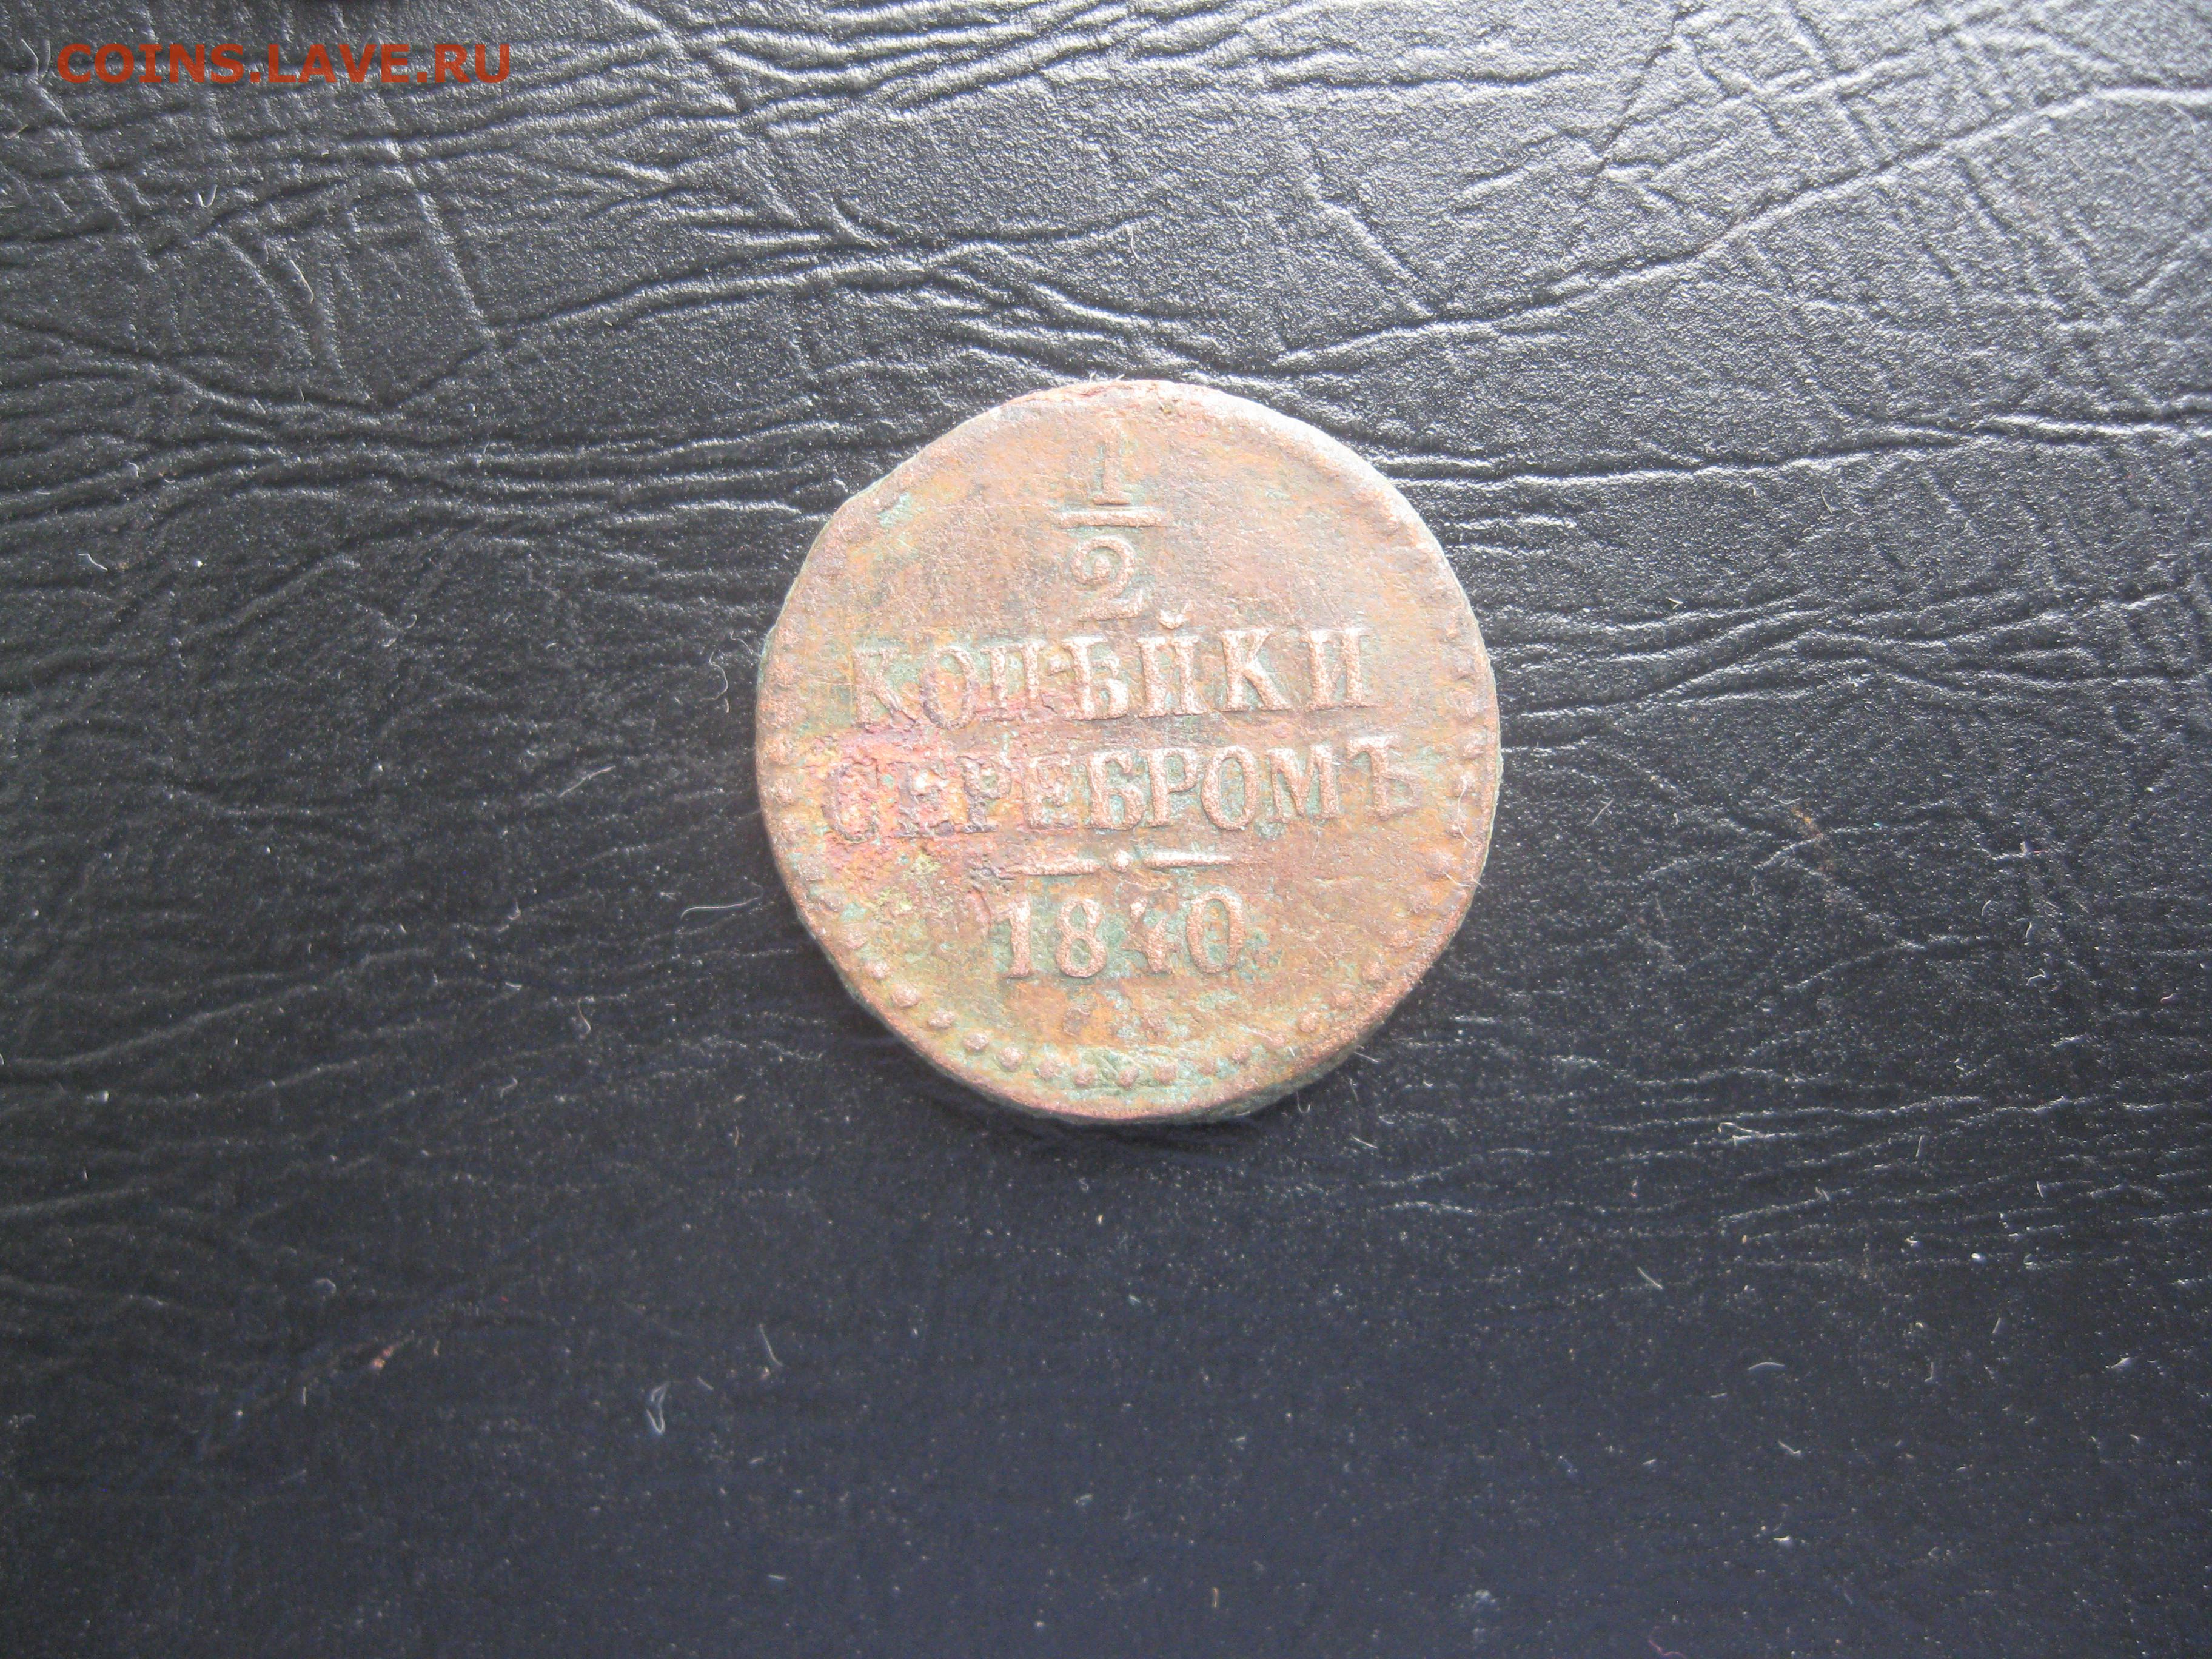 COINS.LAVE.RU
1
2
КОПѢЙКИ
СЕРЕБРОМЪ
1840